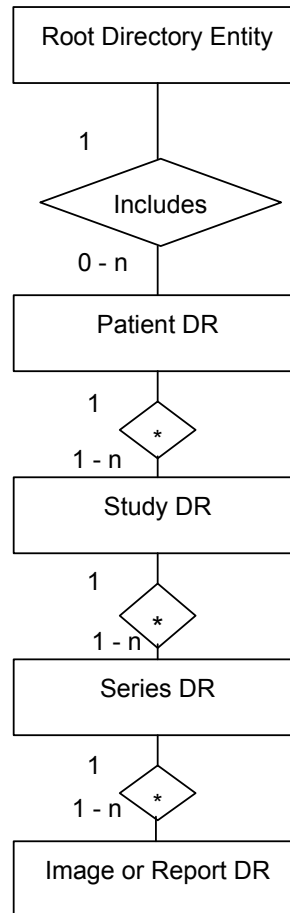 Root Directory Entity
1
Includes
0 - n
Patient DR
1
*
1 - n
Study DR
1
*
1 - n
Series DR
1
*
1 - n
Image or Report DR